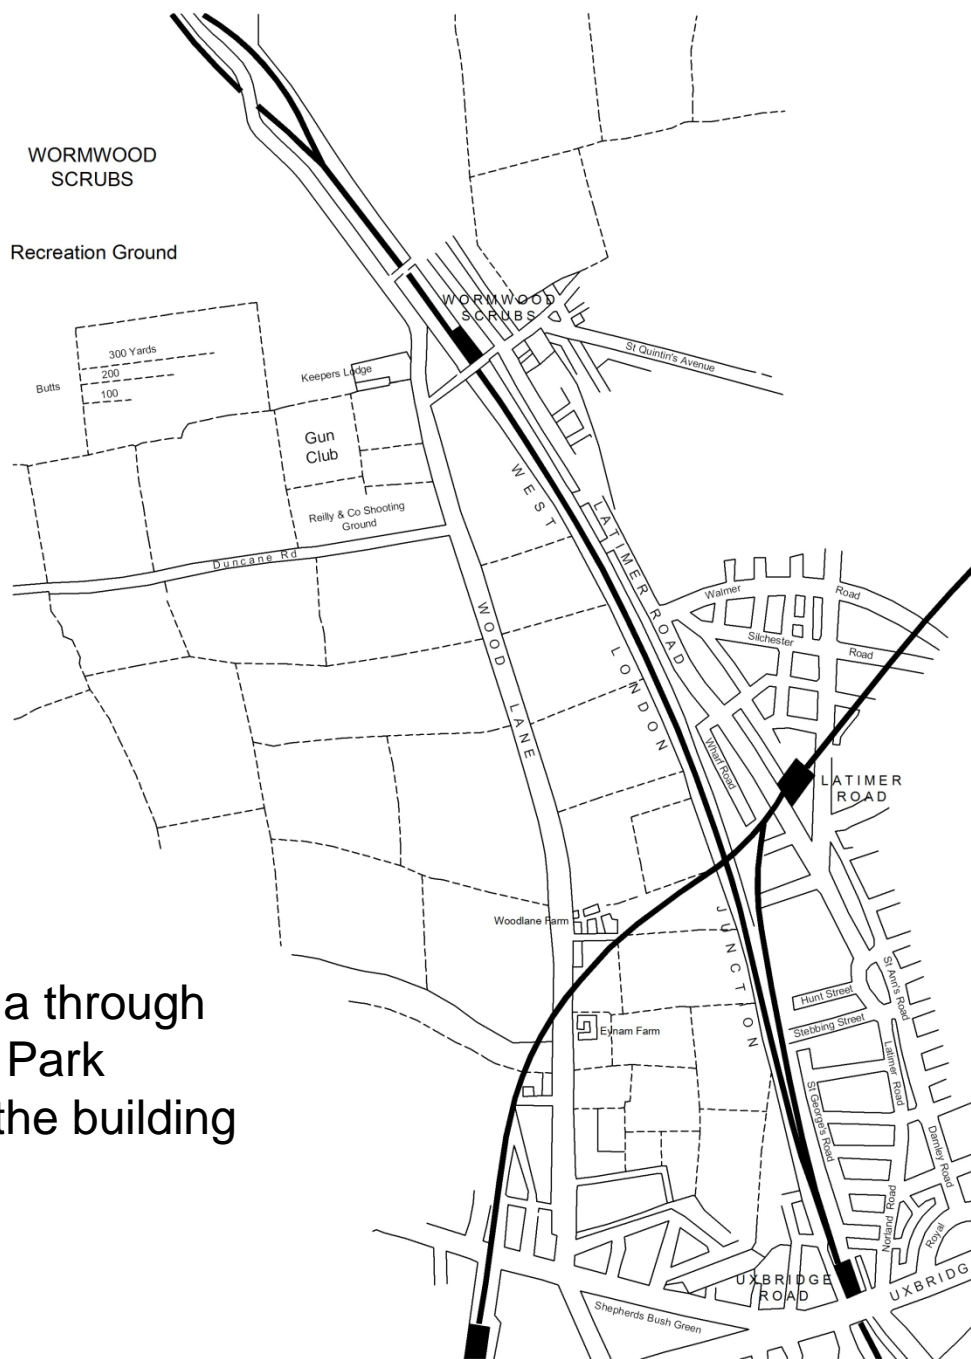 WORMWOOD
SCRUBS
Recreation Ground
WORMWOOD
SCRUBS
St Quintin's Avenue
300 Yards
200
100
Butts
Keepers Lodge
Gun
Club
Reilly & Co Shooting
Ground
Duncane Rd
WEST
LONDON
JUNCTION
LATIMER ROAD
WOOD LANE
Walmer
Road
Silchester
Road
Wharf Road
LATIMER
ROAD
Woodlane Farm
Eynam Farm
Hunt Street
Stebbing Street
St Ann's Road
Latimer Road
St George's Road
Darnley Road
Norland Road
Royal
a through
Park
the building
UXBRIDGE
ROAD
UXBRIDG
Shepherds Bush Green